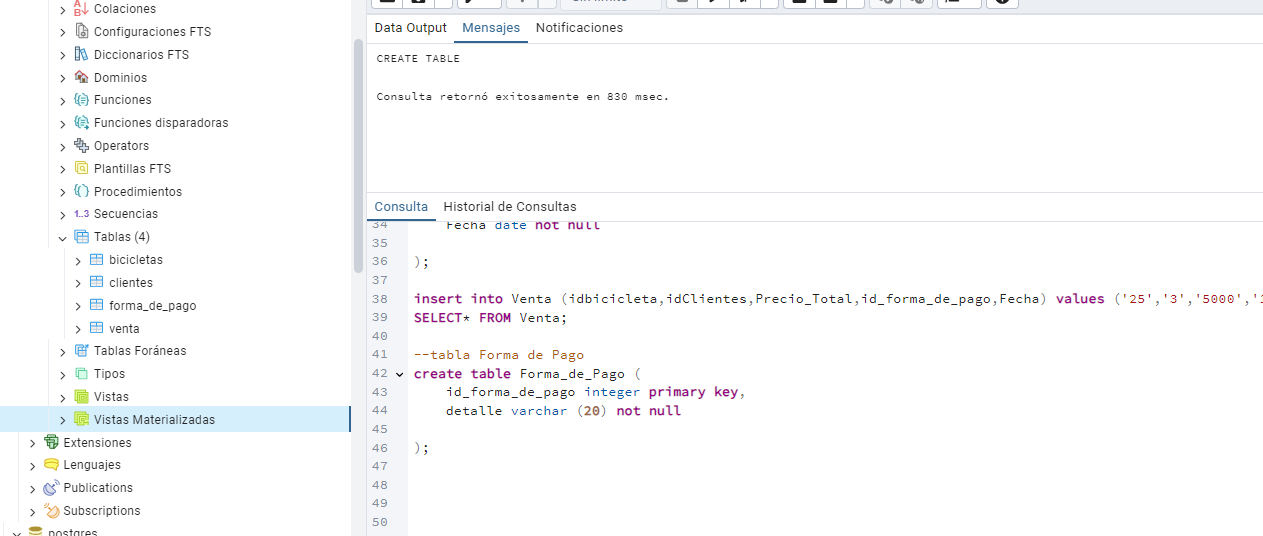 Colaciones
Configuraciones FTS
Diccionarios FTS
Dominios
Funciones
Funciones disparadoras
Operators
Plantillas FTS
Procedimientos
1..3 Secuencias
Tablas (4)
bicicletas
clientes
forma_de_pago
venta
Tablas Foráneas
Tipos
Vistas
Vistas Materializadas
Extensiones
Lenguajes
Publications
Subscriptions
postgres
Data Output Mensajes Notificaciones
CREATE TABLE
Consulta retornó exitosamente en 830 msec.
Consulta Historial de Consultas
34 Fecha date not null
35
36 );
37
38 insert into Venta (idbicicleta,idClientes,Precio_Total,id_forma_de_pago,Fecha) values ('25','3','5000',
39 SELECT* FROM Venta;
40
41 --tabla Forma de Pago
42 create table Forma_de_Pago (
43 id_forma_de_pago integer primary key,
44 detalle varchar (20) not null
45
46 );
47
48
49
50